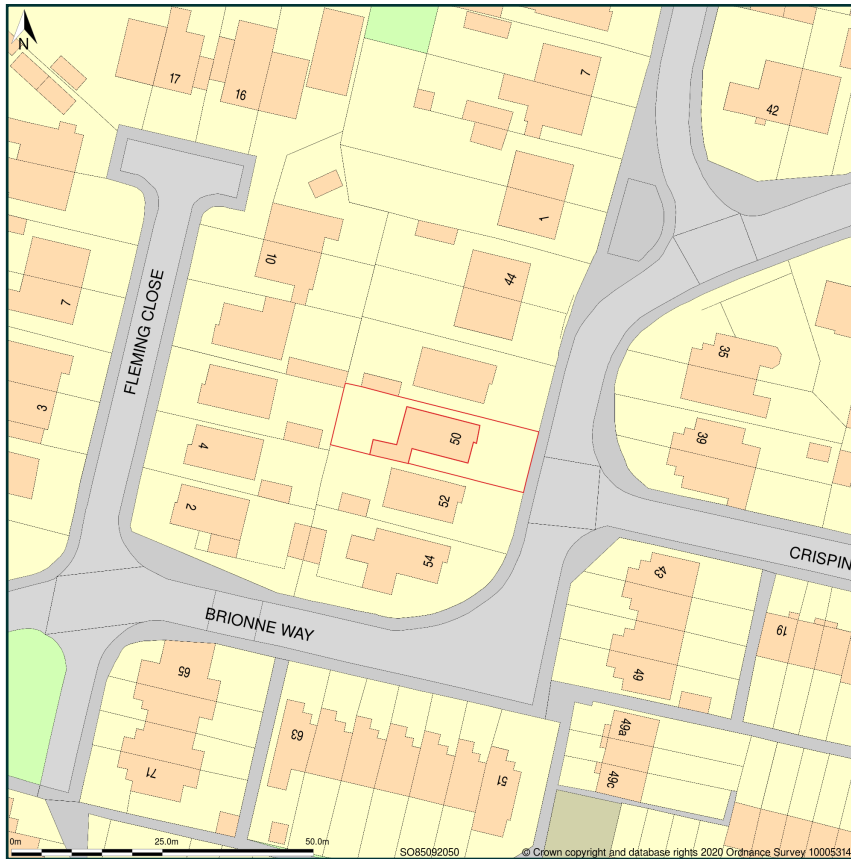 N
17
16
7
42
1
10
44
7
FLEMING CLOSE
35
3
50
39
4
52
2
54
CRISPIN
43
BRIONNE WAY
19
65
49
63
49a
71
51
49c
0m
25.0m
50.0m
SO85092050
© Crown copyright and database rights 2020 Ordnance Survey 10005314